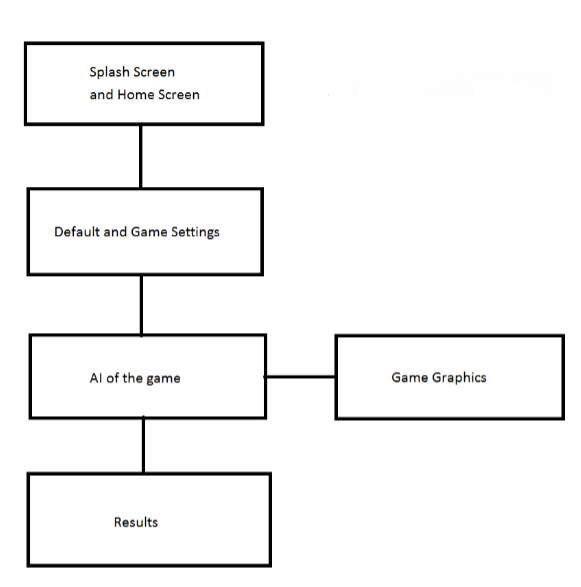 Splash Screen
and Home Screen
Default and Game Settings
AI of the game
Game Graphics
Results